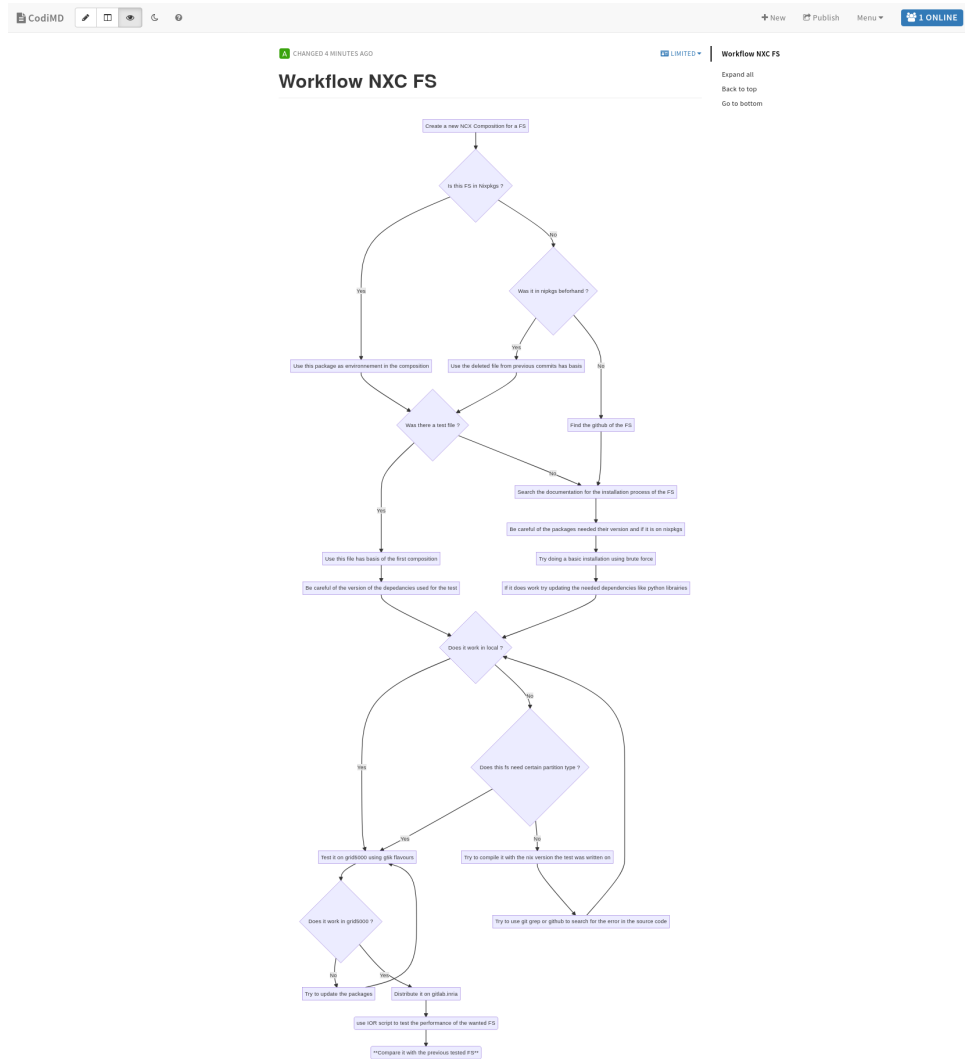 CodiMD
New
Publish
Menu
1 ONLINE
A CHANGED 4 MINUTES AGO
LIMITED
Workflow NXC FS
Workflow NXC FS
Expand all
Back to top
Go to bottom
Create a new NCX Composition for a FS
Is this FS in Nixpkgs ?
No
Yes
Was it in nipkgs beforhand ?
Yes
No
Use this package as environnement in the composition
Use the deleted file from previous commits has basis
Was there a test file ?
Find the github of the FS
No
Yes
Search the documentation for the installation process of the FS
Be careful of the packages needed their version and if it is on nixpkgs
Use this file has basis of the first composition
Try doing a basic installation using brute force
Be careful of the version of the depedancies used for the test
If it does work try updating the needed dependencies like python librairies
Does it work in local ?
No
Yes
Does this fs need certain partition type ?
Yes
No
Test it on grid5000 using g5k flavours
Try to compile it with the nix version the test was written on
Does it work in grid5000 ?
Try to use git grep or github to search for the error in the source code
No
Yes
Try to update the packages
Distribute it on gitlab.inria
use IOR script to test the performance of the wanted FS
**Compare it with the previous tested FS**